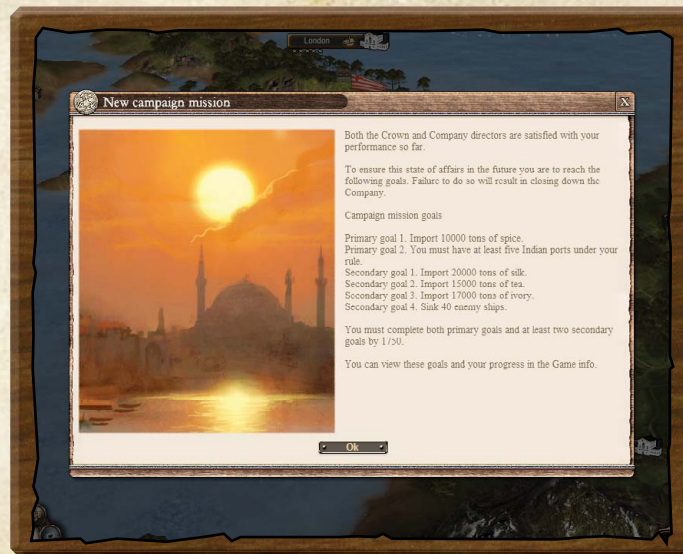 London
New campaign mission
X
Both the Crown and Company directors are satisfied with your
performance so far.
To ensure this state of affairs in the future you are to reach the
following goals. Failure to do so will result in closing down the
Company.
Campaign mission goals
Primary goal 1. Import 10000 tons of spice.
Primary goal 2. You must have at least five Indian ports under your
rule.
Secondary goal 1. Import 20000 tons of silk.
Secondary goal 2. Import 15000 tons of tea.
Secondary goal 3. Import 17000 tons of ivory.
Secondary goal 4. Sink 40 enemy ships.
You must complete both primary goals and at least two secondary
goals by 1750.
You can view these goals and your progress in the Game info.
Ok